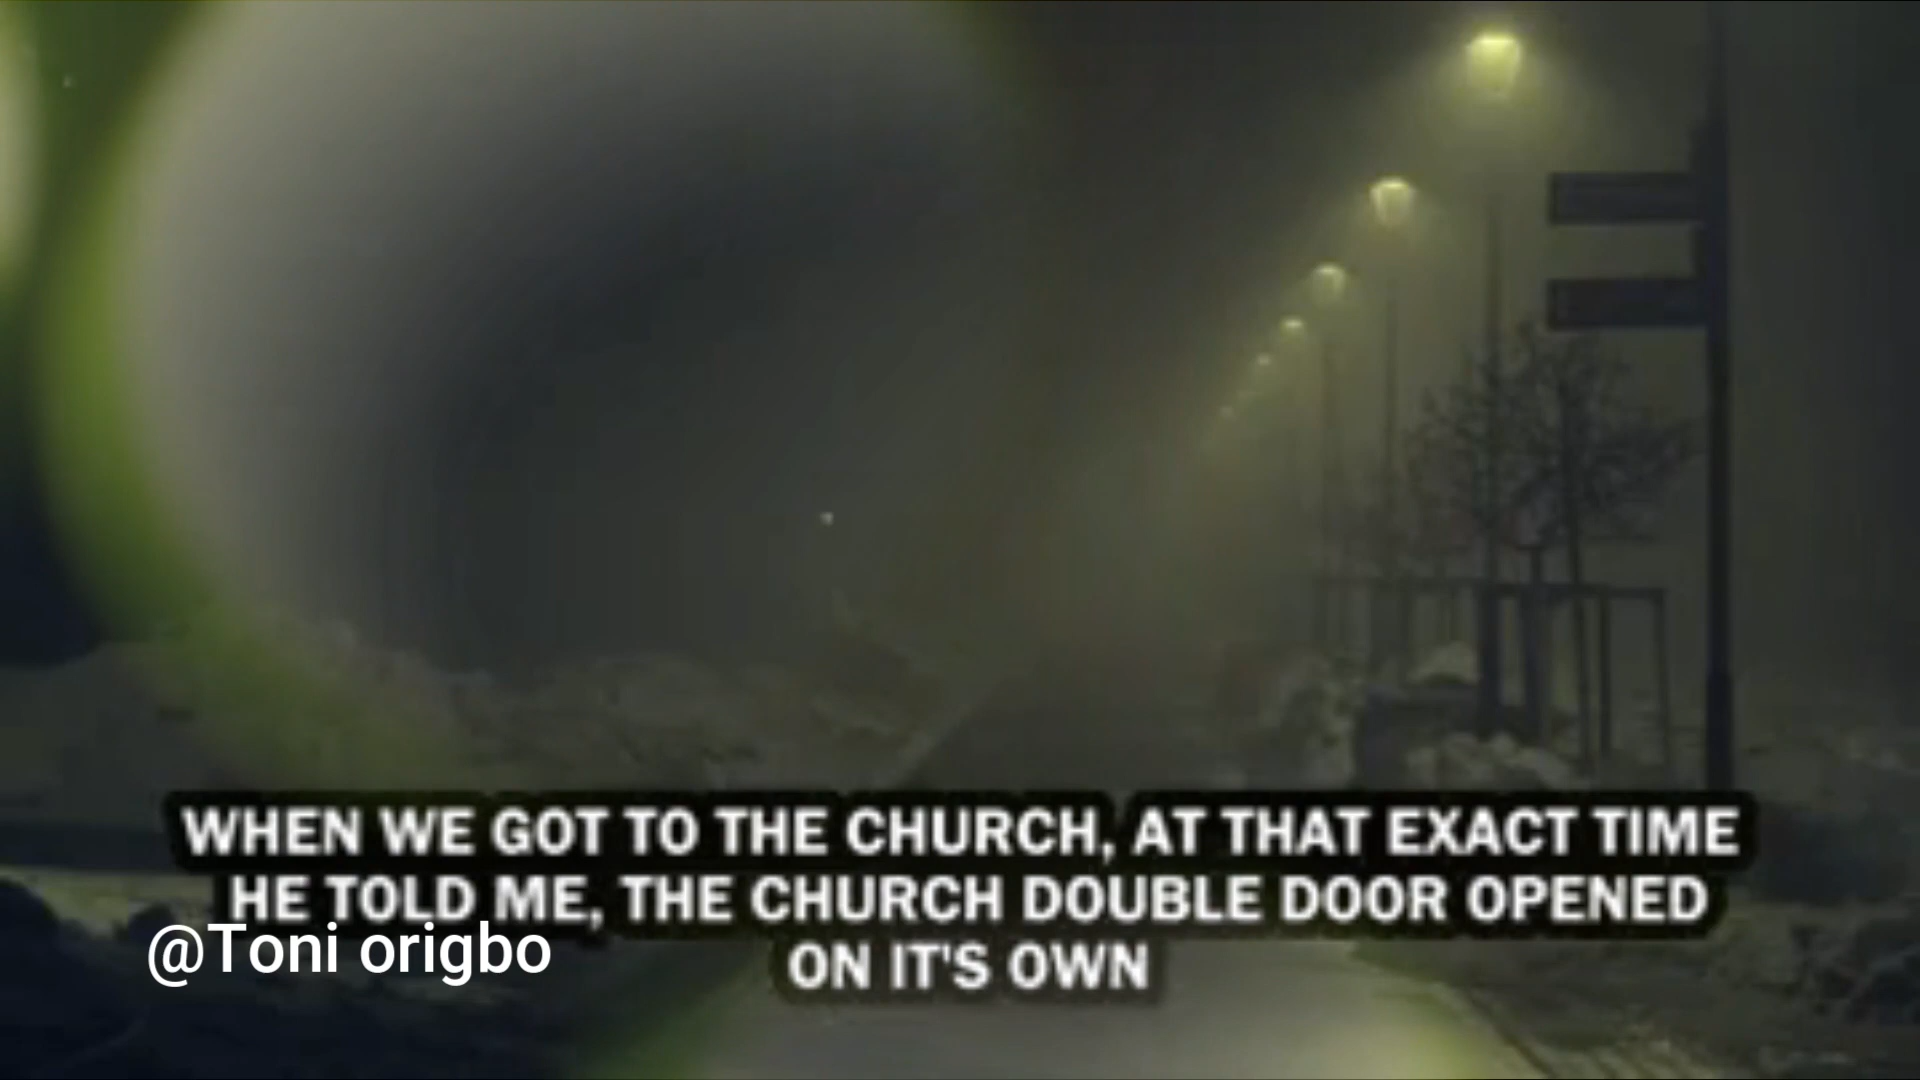 WHEN WE GOT TO THE CHURCH, AT THAT EXACT TIME
HE TOLD ME, THE CHURCH DOUBLE DOOR OPENED
ON IT'S OWN
@Toni origbo